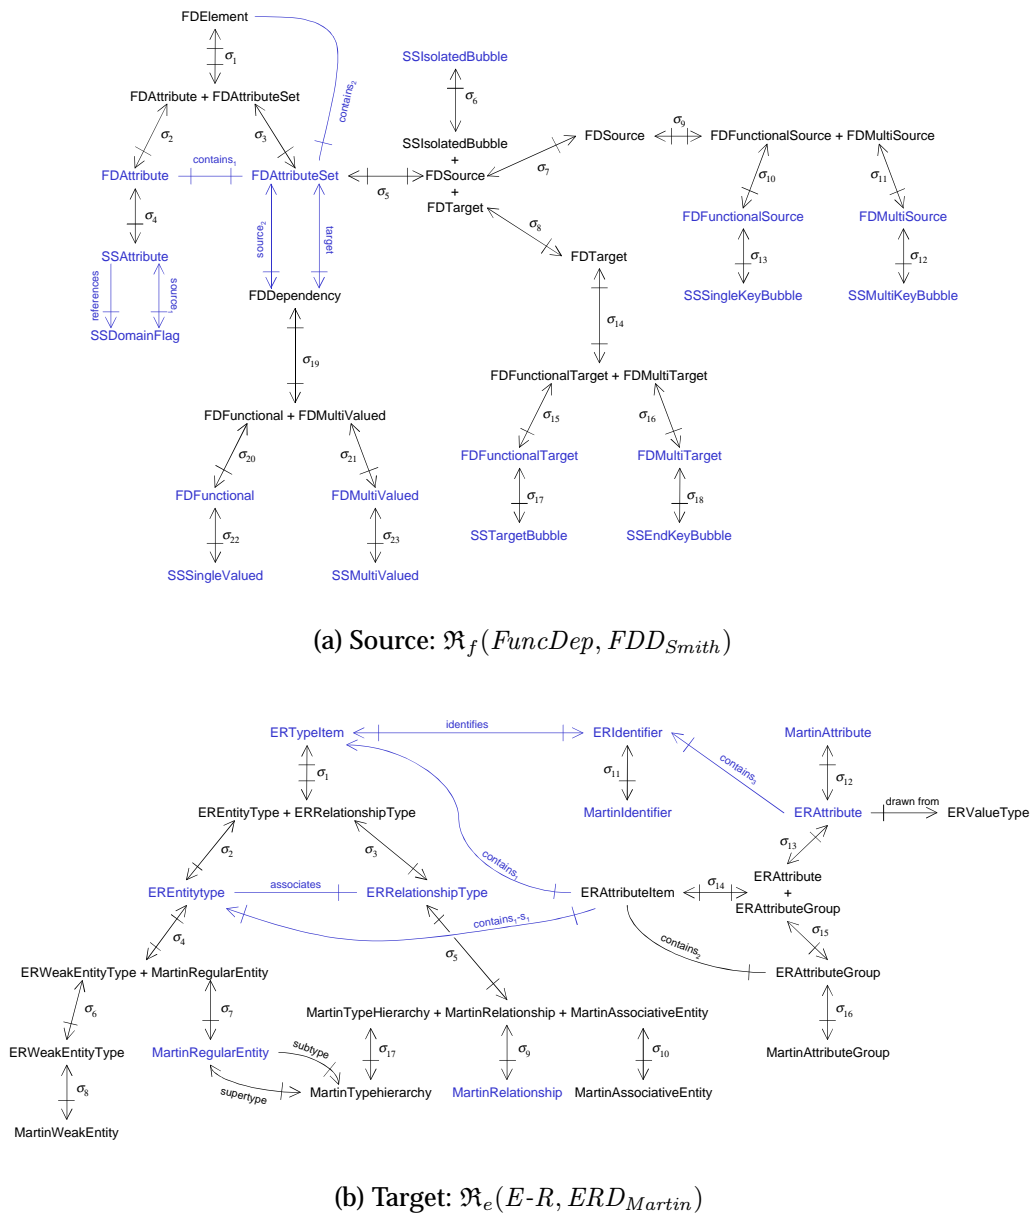 FDElement
σ1
contains2
SSIsolatedBubble
σ6
FDAttribute + FDAttributeSet
σ2
σ3
SSIsolatedBubble
+
FDSource
+
FDTarget
FDSource
σ9
FDFunctionalSource + FDMultiSource
σ7
FDAttribute
contains1
FDAttributeSet
σ5
σ10
σ11
σ4
source2
target
σ8
FDFunctionalSource
FDMultiSource
SSAttribute
FDTarget
σ13
σ12
references
source1
FDDependency
SSSingleKeyBubble
SSMultiKeyBubble
SSDomainFlag
σ14
σ19
FDFunctionalTarget + FDMultiTarget
FDFunctional + FDMultiValued
σ15
σ16
σ20
σ21
FDFunctionalTarget
FDMultiTarget
FDFunctional
FDMultiValued
σ17
σ18
σ22
σ23
SSTargetBubble
SSEndKeyBubble
SSSingleValued
SSMultiValued
(a) Source: ℜf(FuncDep, FDDSmith)
ERTypeItem
identifies
ERIdentifier
MartinAttribute
σ1
σ11
contains3
σ12
EREntityType + ERRelationshipType
MartinIdentifier
ERAttribute
drawn from
ERValueType
σ2
σ3
contains1
σ13
EREntitytype
associates
ERRelationshipType
ERAttributeItem
σ14
ERAttribute
+
ERAttributeGroup
contains1-s1
σ4
σ5
contains2
σ15
ERWeakEntityType + MartinRegularEntity
ERAttributeGroup
σ6
σ7
MartinTypeHierarchy + MartinRelationship + MartinAssociativeEntity
σ16
ERWeakEntityType
MartinRegularEntity
subtype
σ17
σ9
σ10
MartinAttributeGroup
σ8
supertype
MartinTypehierarchy
MartinRelationship
MartinAssociativeEntity
MartinWeakEntity
(b) Target: ℜe(E-R, ERDMartin)